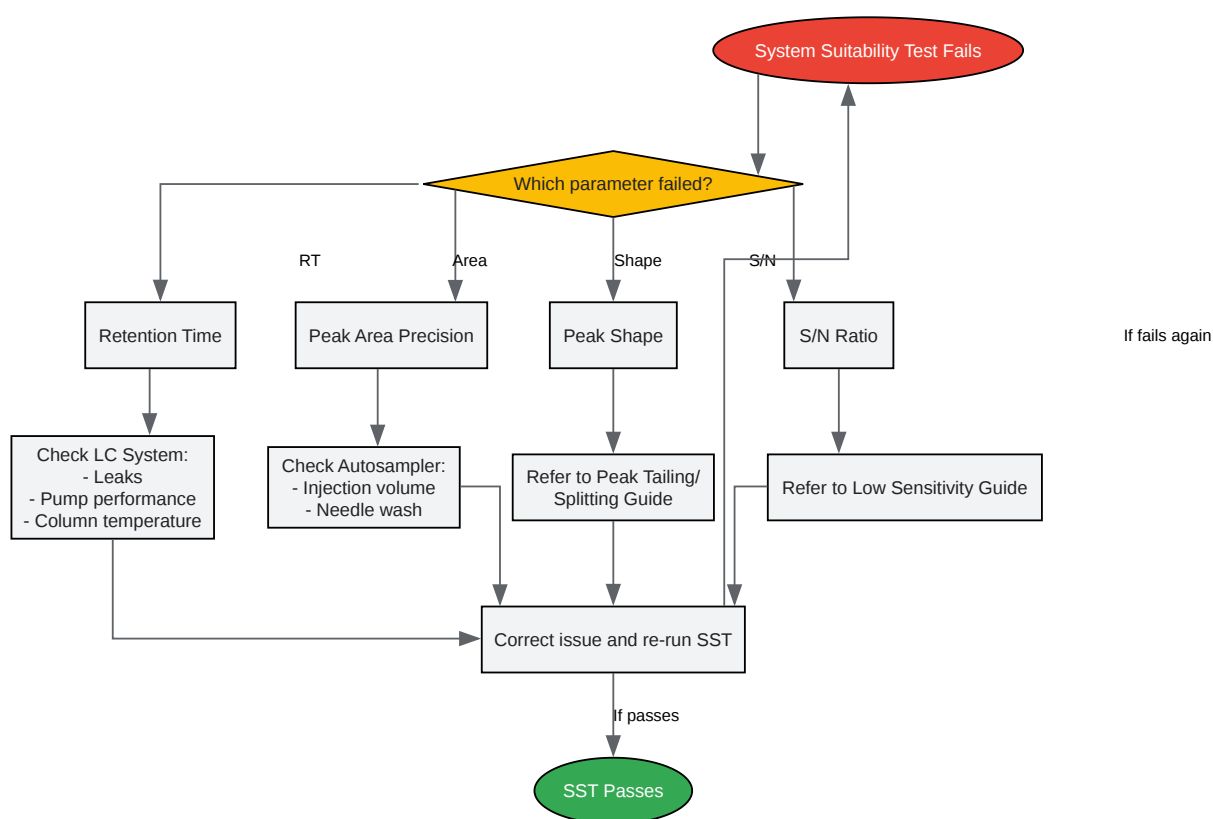 System Suitability Test Fails
Which parameter failed?
RT
Area
Shape
S/N
Retention Time
Peak Area Precision
Peak Shape
S/N Ratio
If fails again
Check LC System:
- Leaks
- Pump performance
- Column temperature
Check Autosampler:
- Injection volume
- Needle wash
Refer to Peak Tailing/
Splitting Guide
Refer to Low Sensitivity Guide
Correct issue and re-run SST
If passes
SST Passes